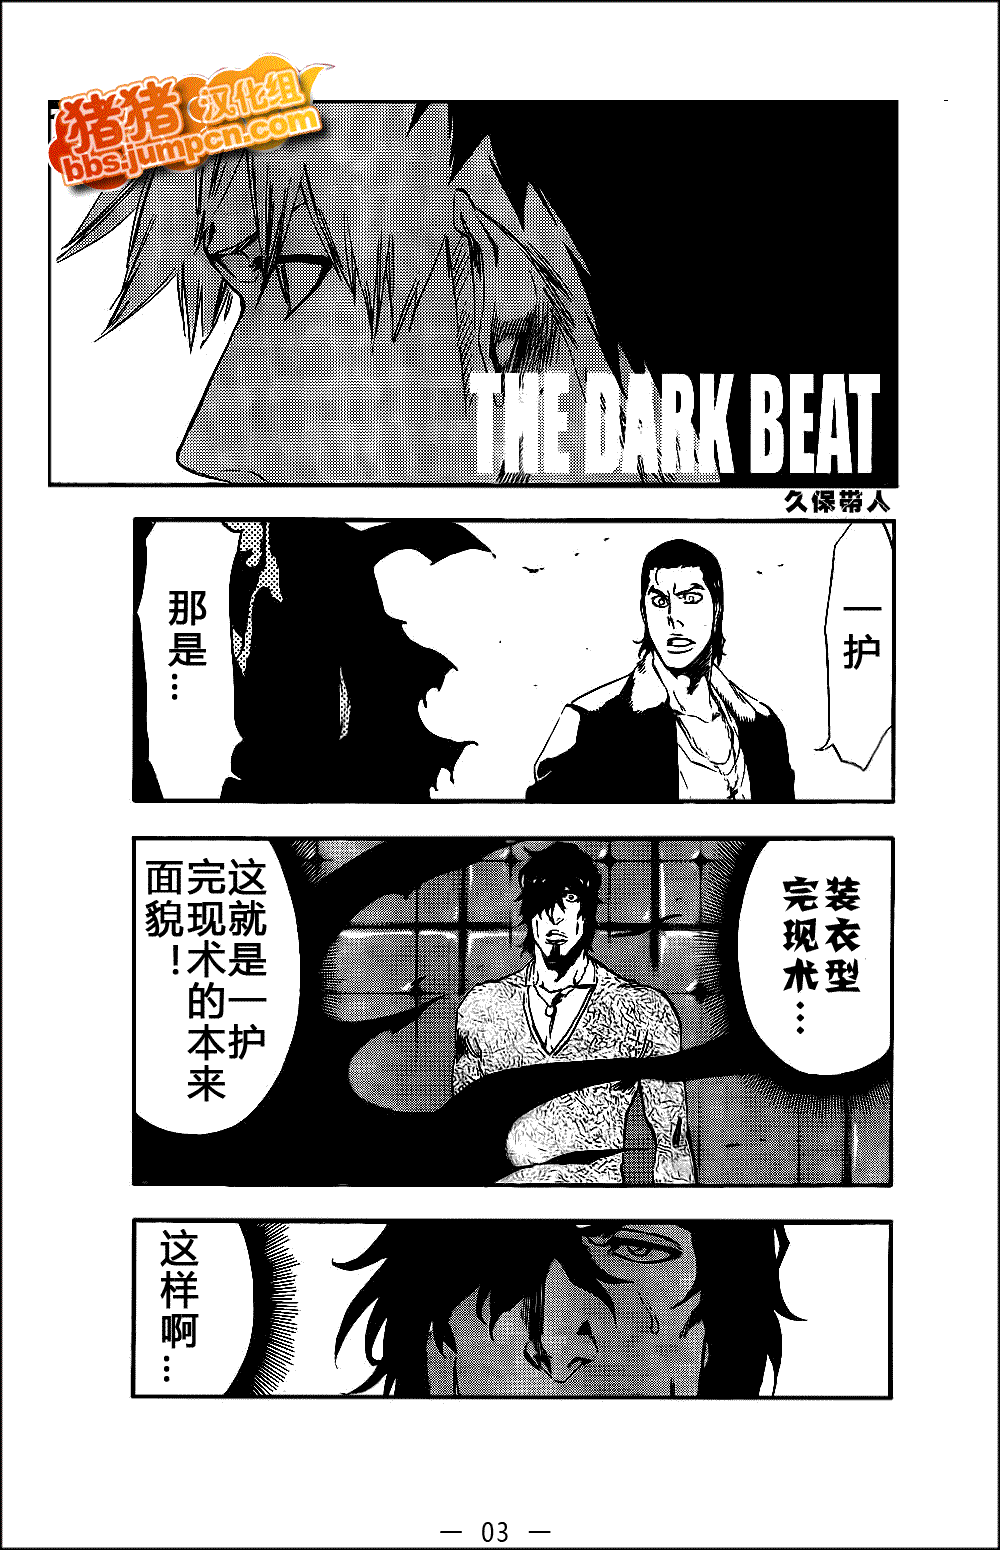 猪猪汉化组
bbs.jumpcn.com
THE DARK BEAT
久保带人
一护
那是…
装衣型
完现术…
这就是一护
完现术的本来
面貌！
这样啊…
— 03 —